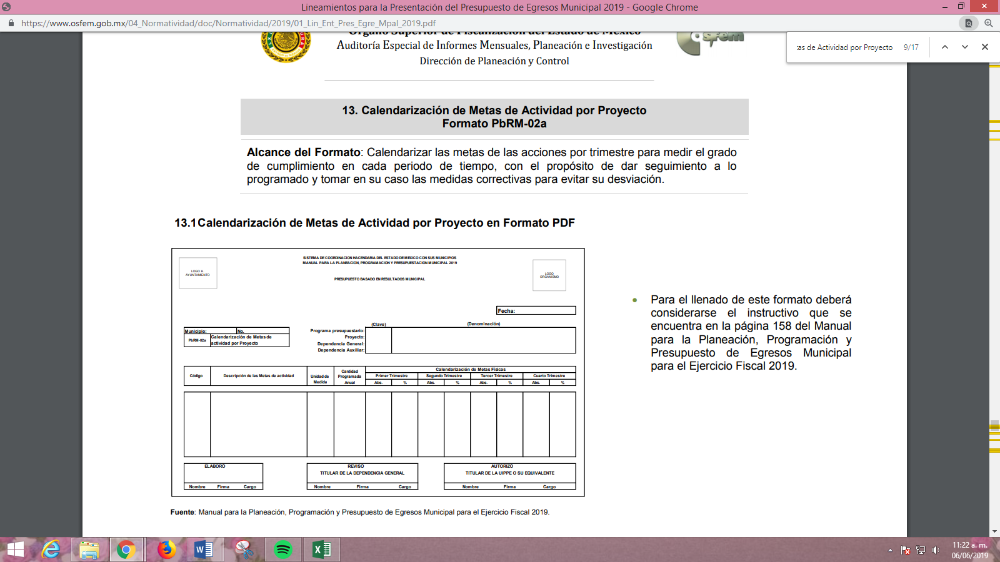 Lineamientos para la Presentación del Presupuesto de Egresos Municipal 2019 - Google Chrome
https://www.osfem.gob.mx/04_Normatividad/doc/Normatividad/2019/01_Lin_Ent_Pres_Egre_Mpal_2019.pdf
as de Actividad por Proyecto 9/17
Órgano Superior de Fiscalización del Estado de México
Auditoría Especial de Informes Mensuales, Planeación e Investigación
Dirección de Planeación y Control
osfem
13. Calendarización de Metas de Actividad por Proyecto
Formato PbRM-02a
Alcance del Formato: Calendarizar las metas de las acciones por trimestre para medir el grado
de cumplimiento en cada periodo de tiempo, con el propósito de dar seguimiento a lo
programado y tomar en su caso las medidas correctivas para evitar su desviación.
13.1Calendarización de Metas de Actividad por Proyecto en Formato PDF
LOGO H.
AYUNTAMIENTO
SISTEMA DE COORDINACION HACENDARIA DEL ESTADO DE MEXICO CON SUS MUNICIPIOS
MANUAL PARA LA PLANEACION, PROGRAMACION Y PRESUPUESTACION MUNICIPAL 2019
PRESUPUESTO BASADO EN RESULTADOS MUNICIPAL
LOGO
ORGANISMO
Fecha:
(Clave) (Denominación)
Municipio: No.
PbRM-02a Calendarización de Metas de
actividad por Proyecto
Programa presupuestario:
Proyecto:
Dependencia General:
Dependencia Auxiliar:
Código Descripción de las Metas de actividad Unidad de Medida Cantidad Programada Anual
Calendarización de Metas Físicas
Primer Trimestre Segundo Trimestre Tercer Trimestre Cuarto Trimestre
Abs. % Abs. % Abs. % Abs. %
ELABORÓ
Nombre Firma Cargo
REVISÓ
TITULAR DE LA DEPENDENCIA GENERAL
Nombre Firma Cargo
AUTORIZÓ
TITULAR DE LA UIPPE O SU EQUIVALENTE
Nombre Firma Cargo
Fuente: Manual para la Planeación, Programación y Presupuesto de Egresos Municipal para el Ejercicio Fiscal 2019.
• Para el llenado de este formato deberá
considerarse el instructivo que se
encuentra en la página 158 del Manual
para la Planeación, Programación y
Presupuesto de Egresos Municipal
para el Ejercicio Fiscal 2019.
11:22 a. m.
06/06/2019